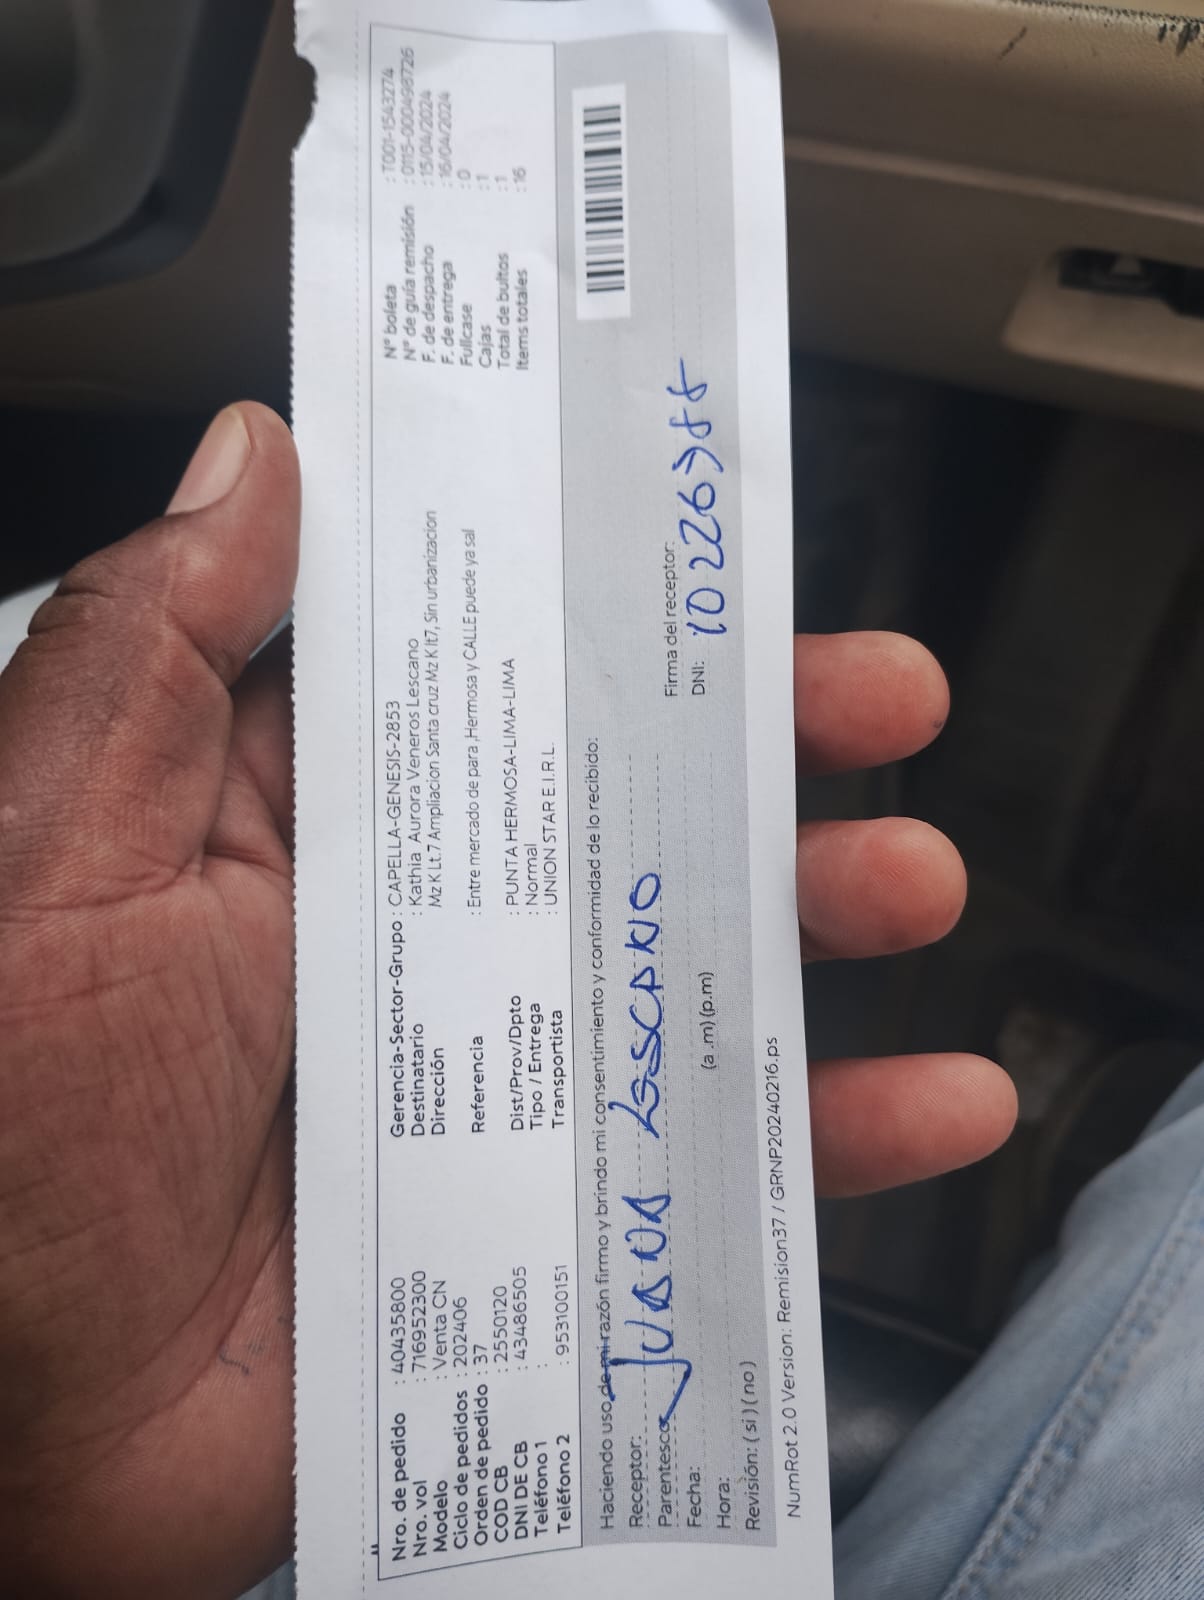 Nro. de pedido : 40435800
Nro. vol : 716952300
Modelo : Venta CN
Ciclo de pedidos : 202406
Orden de pedido : 37
COD CB : 2550120
DNI DE CB : 43486505
Teléfono 1 :
Teléfono 2 : 953100151
Gerencia-Sector-Grupo : CAPELLA-GENESIS-2853
Destinatario : Kathia Aurora Veneros Lescano
Dirección Mz K Lt.7 Ampliacion Santa cruz Mz K lt7, Sin urbanizacion
Referencia : Entre mercado de para ,Hermosa y CALLE puede ya sal
Dist/Prov/Dpto : PUNTA HERMOSA-LIMA-LIMA
Tipo / Entrega : Normal
Transportista : UNION STAR E.I.R.L.
N° boleta : T001-1543274
N° de guía remisión : 0115-0000498726
F. de despacho : 15/04/2024
F. de entrega : 16/04/2024
Fullcase : 0
Cajas : 1
Total de bultos : 1
Items totales : 16
Haciendo uso de mi razón firmo y brindo mi consentimiento y conformidad de lo recibido:
Receptor: JUANA LOSCANO
Parentesco
Fecha:
Hora: (a .m) (p.m)
Revisión: ( si ) ( no )
Firma del receptor:
DNI:
NumRot 2.0 Version: Remision37 / GRNP20240216.ps